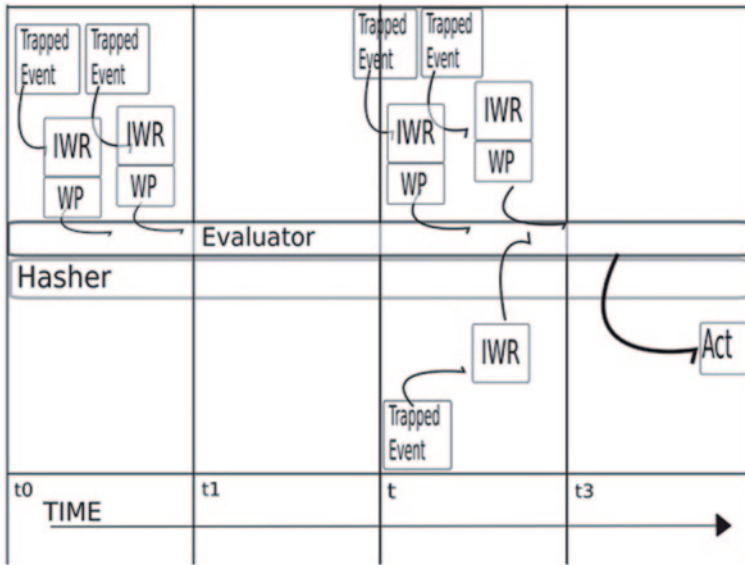 Trapped
Event
Trapped
Event
IWR
WP
IWR
WP
Trapped
Event
Trapped
Event
IWR
WP
IWR
WP
Evaluator
Hasher
IWR
Act
Trapped
Event
t0
t1
t
t3
TIME